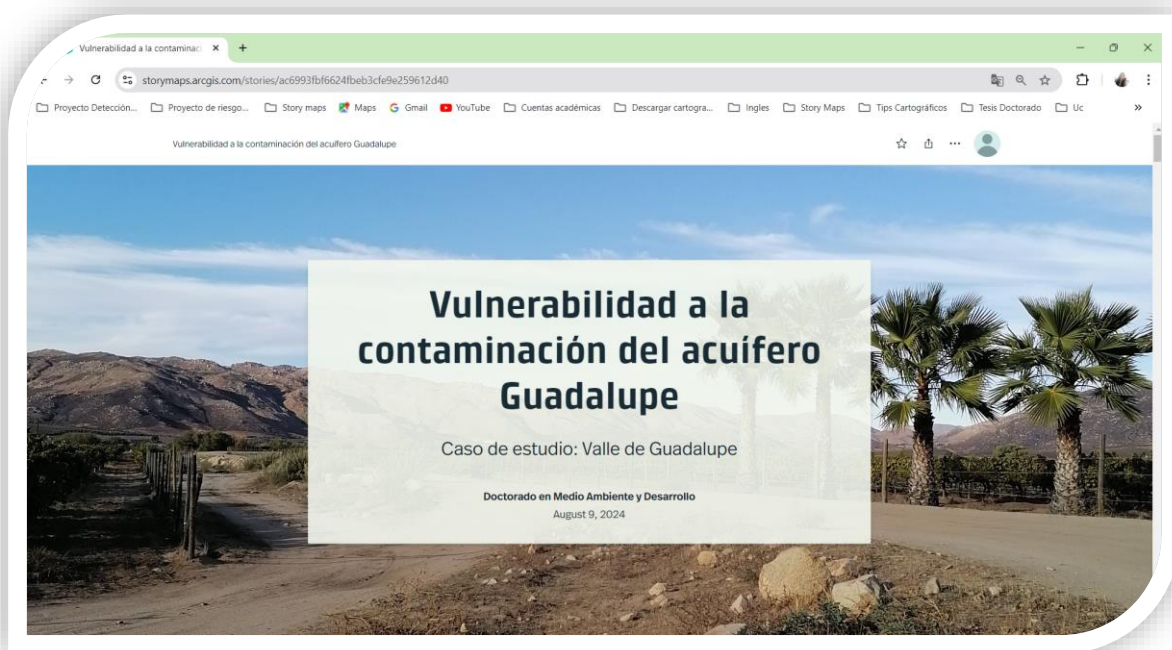 Vulnerabilidad a la contaminac
storymaps.arcgis.com/stories/ac6993fbf6624fbeb3cfe9e259612d40
Proyecto Detección... Proyecto de riesgo... Story maps Maps Gmail YouTube Cuentas académicas Descargar cartogra... Ingles Story Maps Tips Cartográficos Tesis Doctorado Uc »
Vulnerabilidad a la contaminación del acuífero Guadalupe
Vulnerabilidad a la
contaminación del acuífero
Guadalupe
Caso de estudio: Valle de Guadalupe
Doctorado en Medio Ambiente y Desarrollo
August 9, 2024